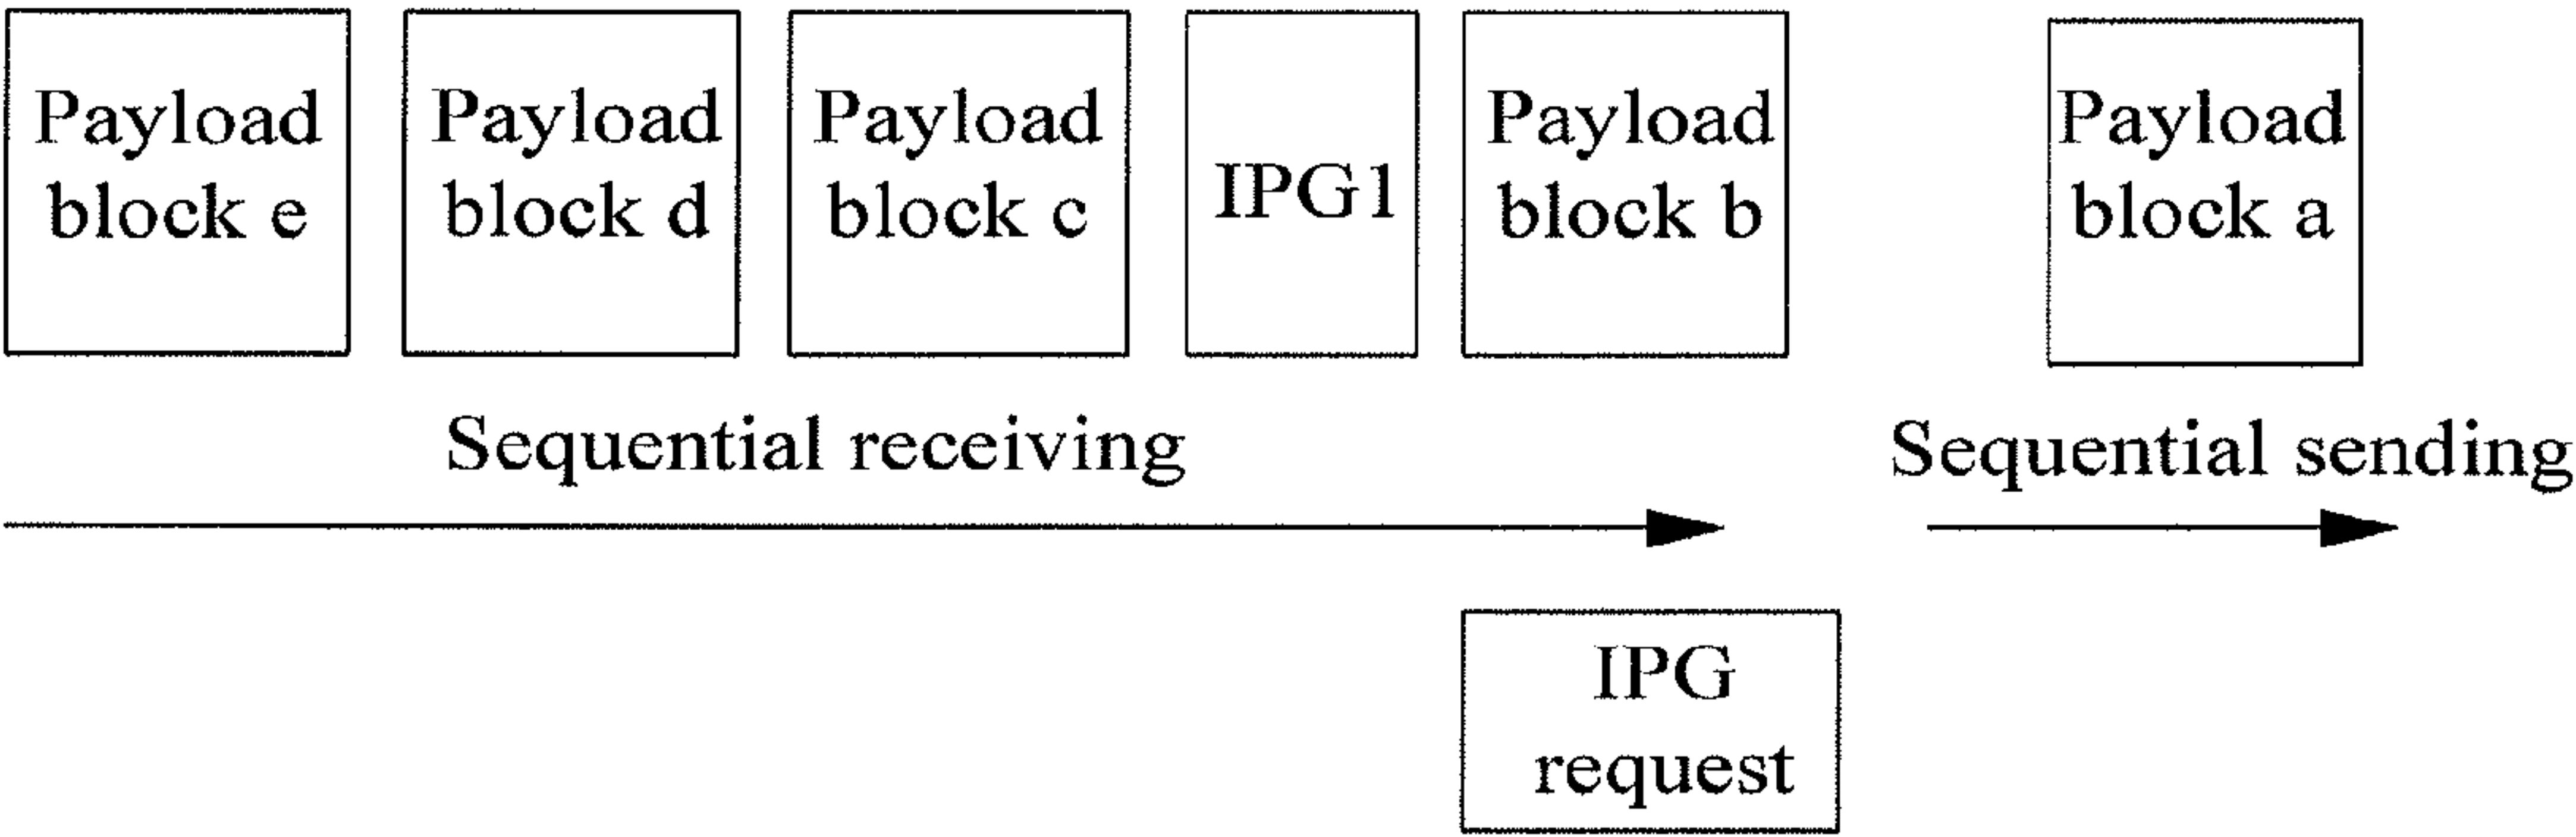 Payload
block e
Payload
block d
Payload
block c
IPG1
Payload
block b
Payload
block a
Sequential receiving
Sequential sending
IPG
request